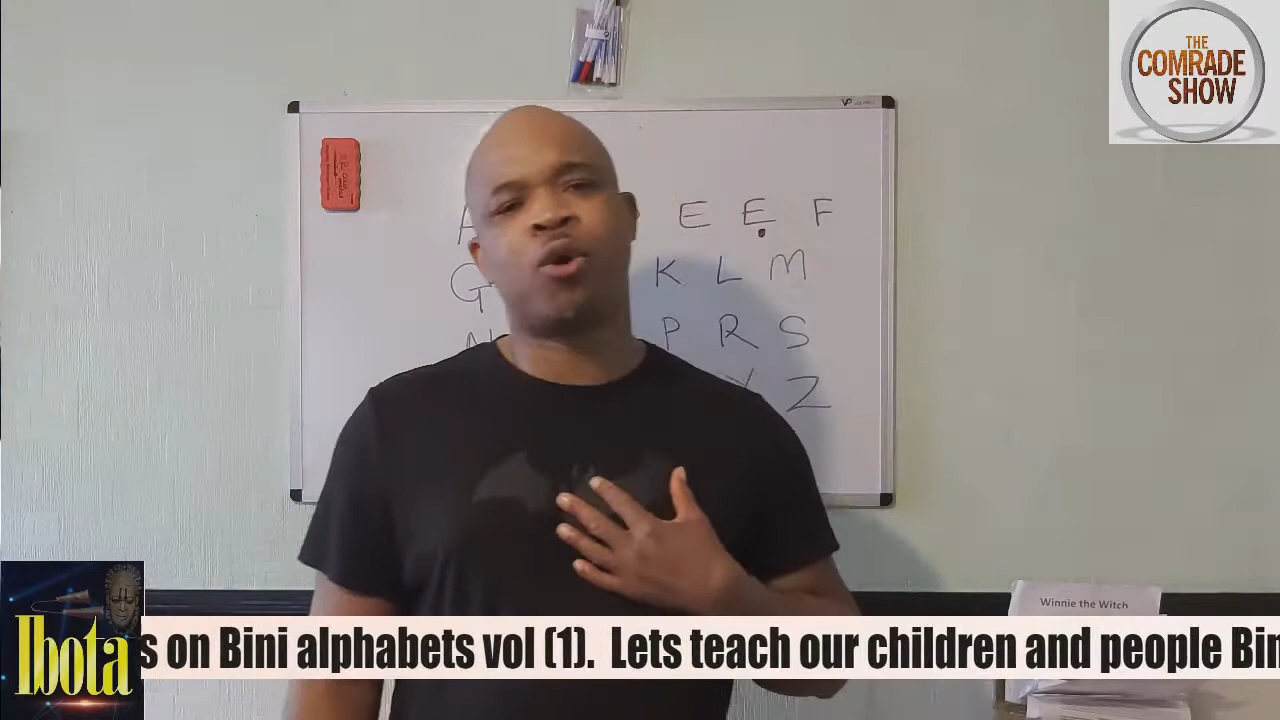 THE
COMRADE
SHOW
VP
E Ẹ F
G K L M
N P R S
Y Z
Winnie the Witch
Ibota
s on Bini alphabets vol (1). Lets teach our children and people Bin